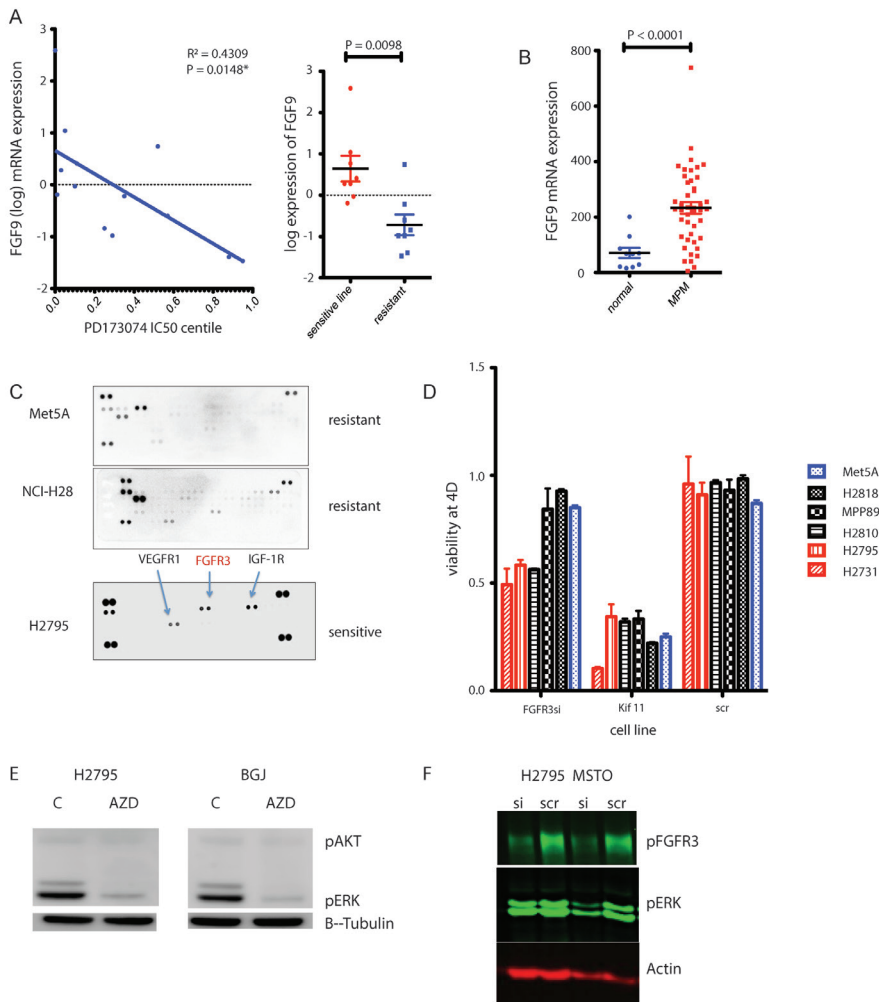 A
R² = 0.4309
P = 0.0148*
FGF9 (log) mRNA expression
3
2
1
0
-1
-2
0.0
0.2
0.4
0.6
0.8
1.0
PD173074 IC50 centile
P = 0.0098
log expression of FGF9
3
2
1
0
-1
-2
sensitive line
resistant
B
P < 0.0001
FGF9 mRNA expression
800
600
400
200
0
normal
MPM
C
Met5A
resistant
NCI-H28
resistant
VEGFR1 FGFR3 IGF-1R
H2795
sensitive
D
viability at 4D
1.5
1.0
0.5
0.0
FGFR3si
Kif 11
scr
cell line
Met5A
H2818
MPP89
H2810
H2795
H2731
E
H2795 BGJ
C AZD C AZD
pAKT
pERK
B--Tubulin
F
H2795 MSTO
si scr si scr
pFGFR3
pERK
Actin